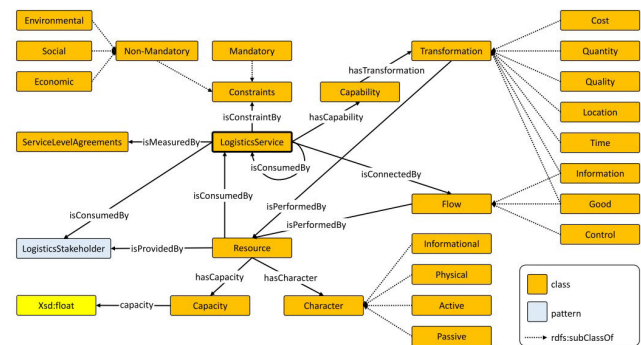 Environmental
Cost
Social
Non-Mandatory
Mandatory
Transformation
Quantity
hasTransformation
Economic
Quality
Constraints
Capability
Location
isConstraintBy
hasCapability
ServiceLevelAgreements
isMeasuredBy
LogisticsService
Time
isConsumedBy
isConnectedBy
Information
isConsumedBy
isPerformedBy
Flow
Good
isConsumedBy
isPerformedBy
Control
LogisticsStakeholder
isProvidedBy
Resource
Informational
hasCapacity
hasCharacter
Physical
class
Xsd:float
capacity
Capacity
Character
Active
pattern
Passive
rdfs:subClassOf